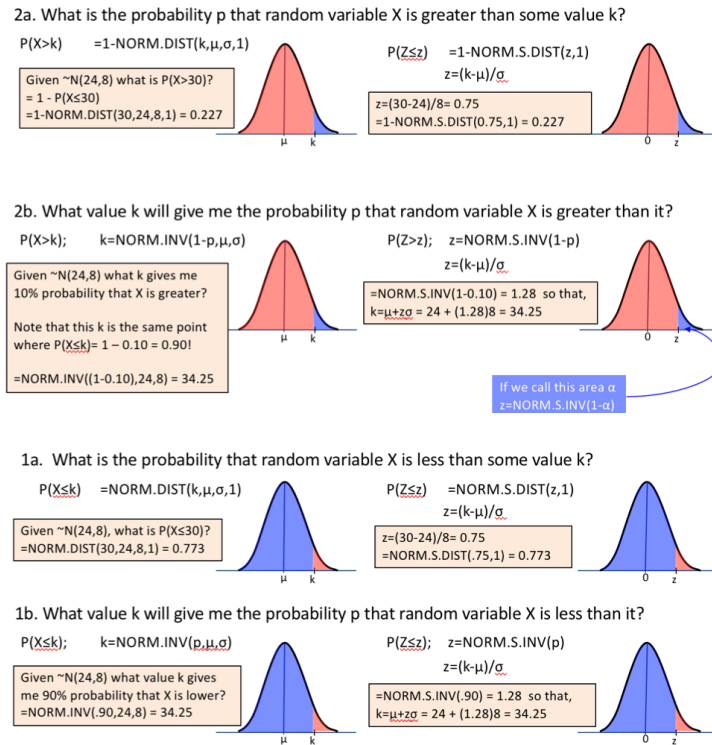 2a. What is the probability p that random variable X is greater than some value k?
P(X>k) =1-NORM.DIST(k,μ,σ,1)
P(Z≤z) =1-NORM.S.DIST(z,1)
z=(k-μ)/σ
Given ~N(24,8) what is P(X>30)?
= 1 - P(X≤30)
=1-NORM.DIST(30,24,8,1) = 0.227
z=(30-24)/8= 0.75
=1-NORM.S.DIST(0.75,1) = 0.227
μ k
0 z
2b. What value k will give me the probability p that random variable X is greater than it?
P(X>k); k=NORM.INV(1-p,μ,σ)
P(Z>z); z=NORM.S.INV(1-p)
z=(k-μ)/σ
Given ~N(24,8) what k gives me
10% probability that X is greater?
Note that this k is the same point
where P(X≤k)= 1 – 0.10 = 0.90!
=NORM.INV((1-0.10),24,8) = 34.25
=NORM.S.INV(1-0.10) = 1.28 so that,
k=μ+zσ = 24 + (1.28)8 = 34.25
μ k
0 z
If we call this area α
z=NORM.S.INV(1-α)
1a. What is the probability that random variable X is less than some value k?
P(X≤k) =NORM.DIST(k,μ,σ,1)
P(Z≤z) =NORM.S.DIST(z,1)
z=(k-μ)/σ
Given ~N(24,8), what is P(X≤30)?
=NORM.DIST(30,24,8,1) = 0.773
z=(30-24)/8= 0.75
=NORM.S.DIST(.75,1) = 0.773
μ k
0 z
1b. What value k will give me the probability p that random variable X is less than it?
P(X≤k); k=NORM.INV(p,μ,σ)
P(Z≤z); z=NORM.S.INV(p)
z=(k-μ)/σ
Given ~N(24,8) what value k gives
me 90% probability that X is lower?
=NORM.INV(.90,24,8) = 34.25
=NORM.S.INV(.90) = 1.28 so that,
k=μ+zσ = 24 + (1.28)8 = 34.25
μ k
0 z